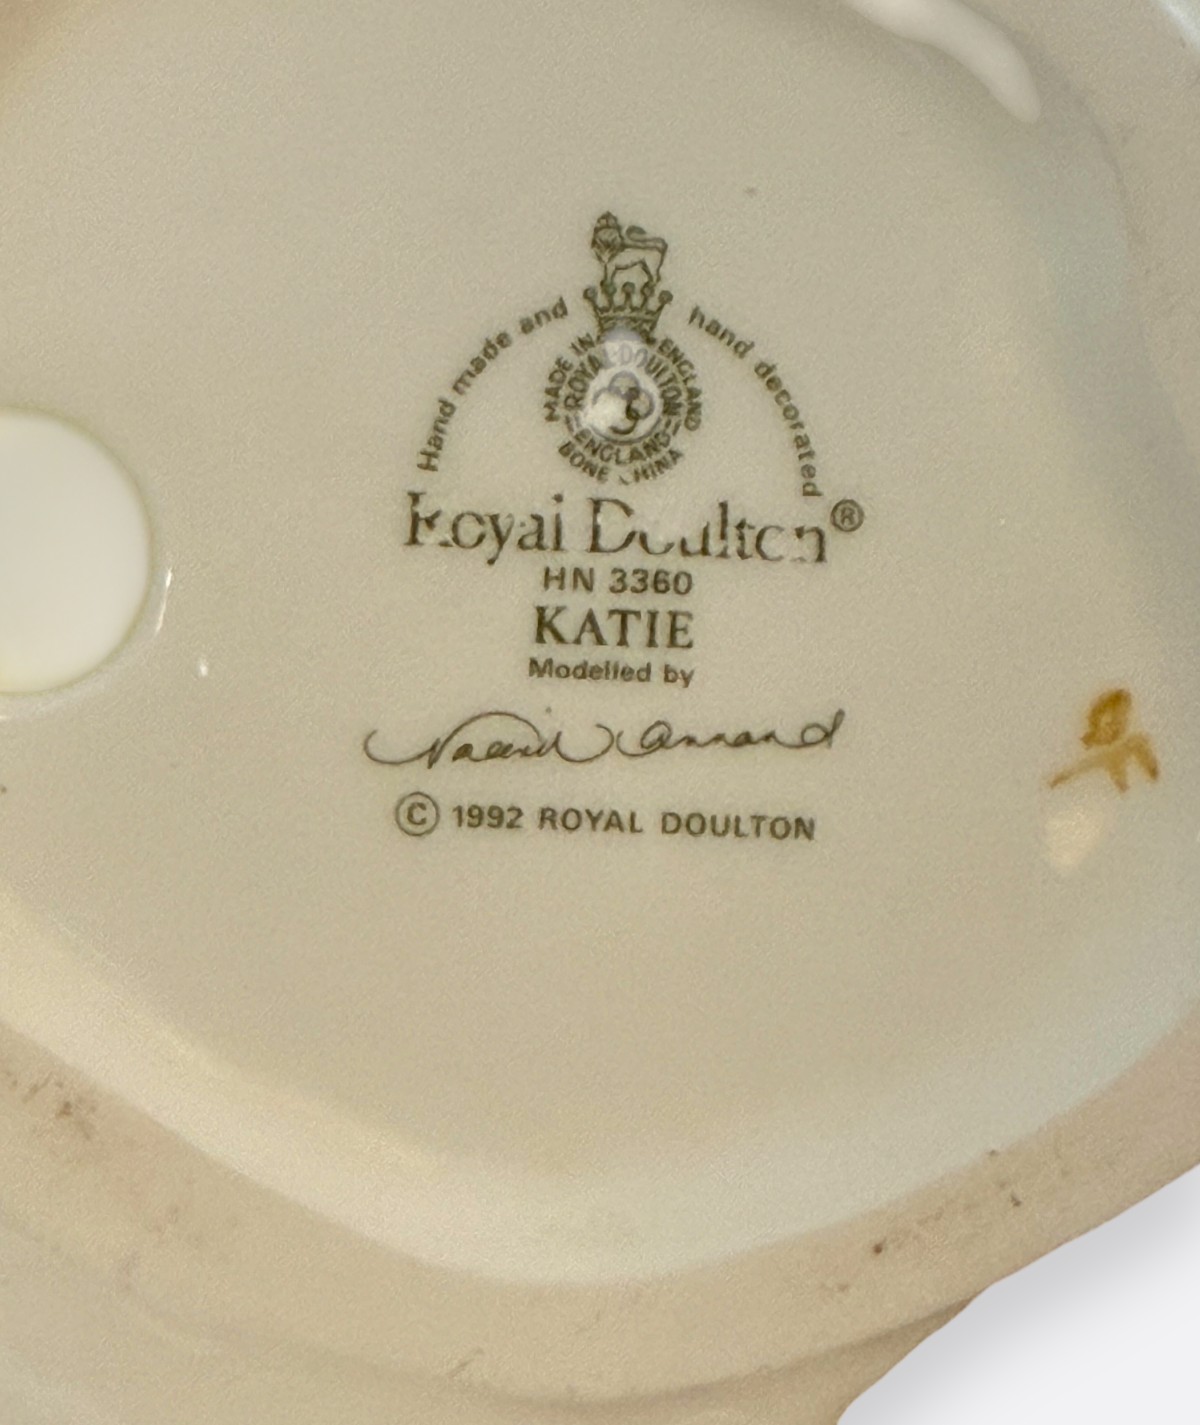 Hand made and hand decorated
MADE IN ENGLAND
ROYAL DOULTON
ENGLAND
BONE CHINA
Royal Doulton®
HN 3360
KATIE
Modelled by
© 1992 ROYAL DOULTON